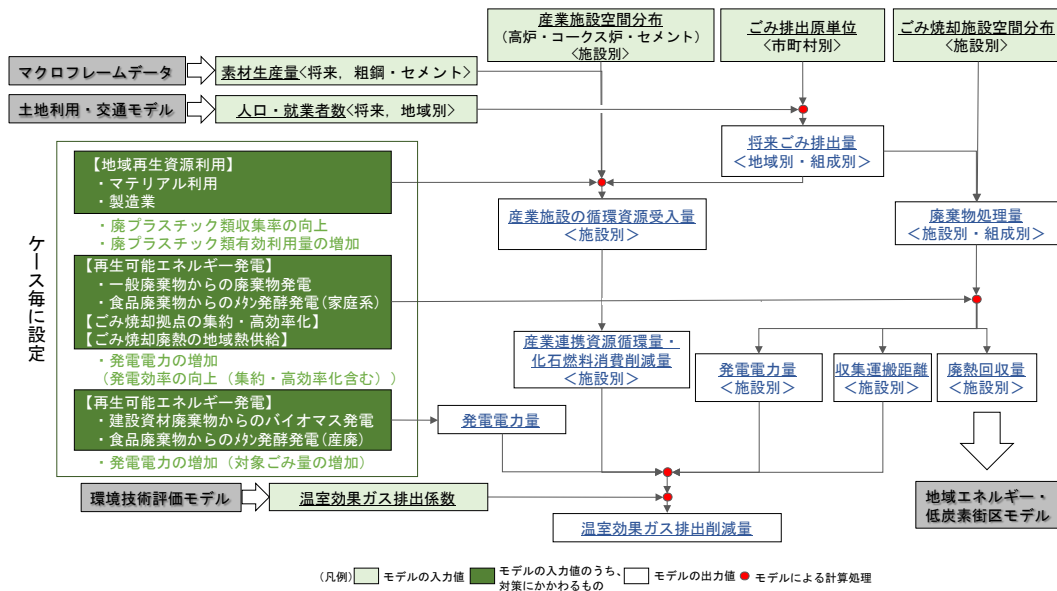 産業施設空間分布
(高炉・コークス炉・セメント)
<施設別>
ごみ排出原単位
<市町村別>
ごみ焼却施設空間分布
<施設別>
マクロフレームデータ
素材生産量<将来，粗鋼・セメント>
土地利用・交通モデル
人口・就業者数<将来，地域別>
将来ごみ排出量
<地域別・組成別>
ケース毎に設定
【地域再生資源利用】
・マテリアル利用
・製造業
・廃プラスチック類収集率の向上
・廃プラスチック類有効利用量の増加
産業施設の循環資源受入量
<施設別>
廃棄物処理量
<施設別・組成別>
【再生可能エネルギー発電】
・一般廃棄物からの廃棄物発電
・食品廃棄物からのﾒﾀﾝ発酵発電(家庭系)
【ごみ焼却拠点の集約・高効率化】
【ごみ焼却廃熱の地域熱供給】
・発電電力の増加
(発電効率の向上（集約・高効率化含む）)
産業連携資源循環量・
化石燃料消費削減量
<施設別>
発電電力量
<施設別>
収集運搬距離
<施設別>
廃熱回収量
<施設別>
【再生可能エネルギー発電】
・建設資材廃棄物からのバイオマス発電
・食品廃棄物からのﾒﾀﾝ発酵発電(産廃)
・発電電力の増加（対象ごみ量の増加）
発電電力量
環境技術評価モデル
温室効果ガス排出係数
温室効果ガス排出削減量
地域エネルギー・
低炭素街区モデル
(凡例)
モデルの入力値
モデルの入力値のうち、
対策にかかわるもの
モデルの出力値
モデルによる計算処理